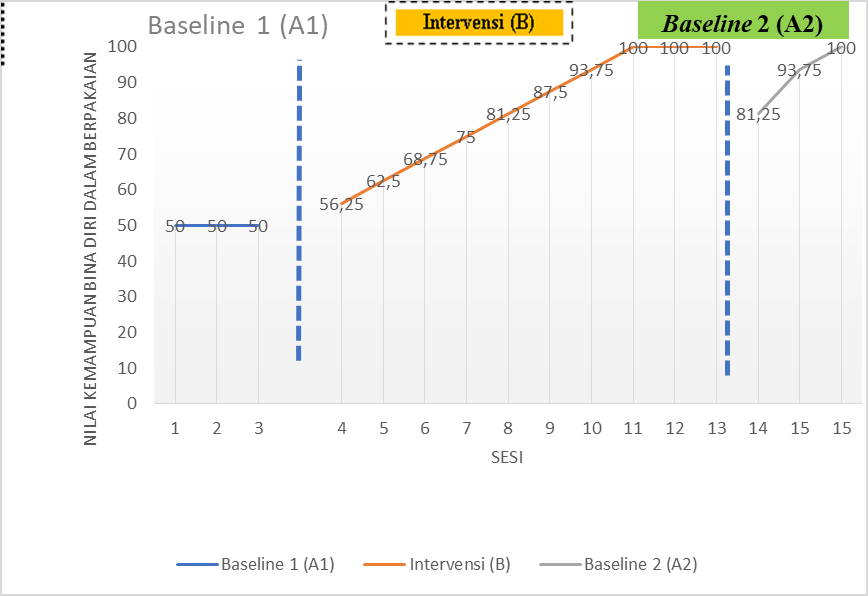 Baseline 1 (A1)
Intervensi (B)
Baseline 2 (A2)
NILAI KEMAMPUAN BINA DIRI DALAM BERPAKAIAN
100
90
80
70
60
50
40
30
20
10
0
50 50 50
56,25 62,5 68,75 75 81,25 87,5 93,75 100 100 100
81,25 93,75 100
1 2 3 4 5 6 7 8 9 10 11 12 13 14 15 15
SESI
Baseline 1 (A1) Intervensi (B) Baseline 2 (A2)